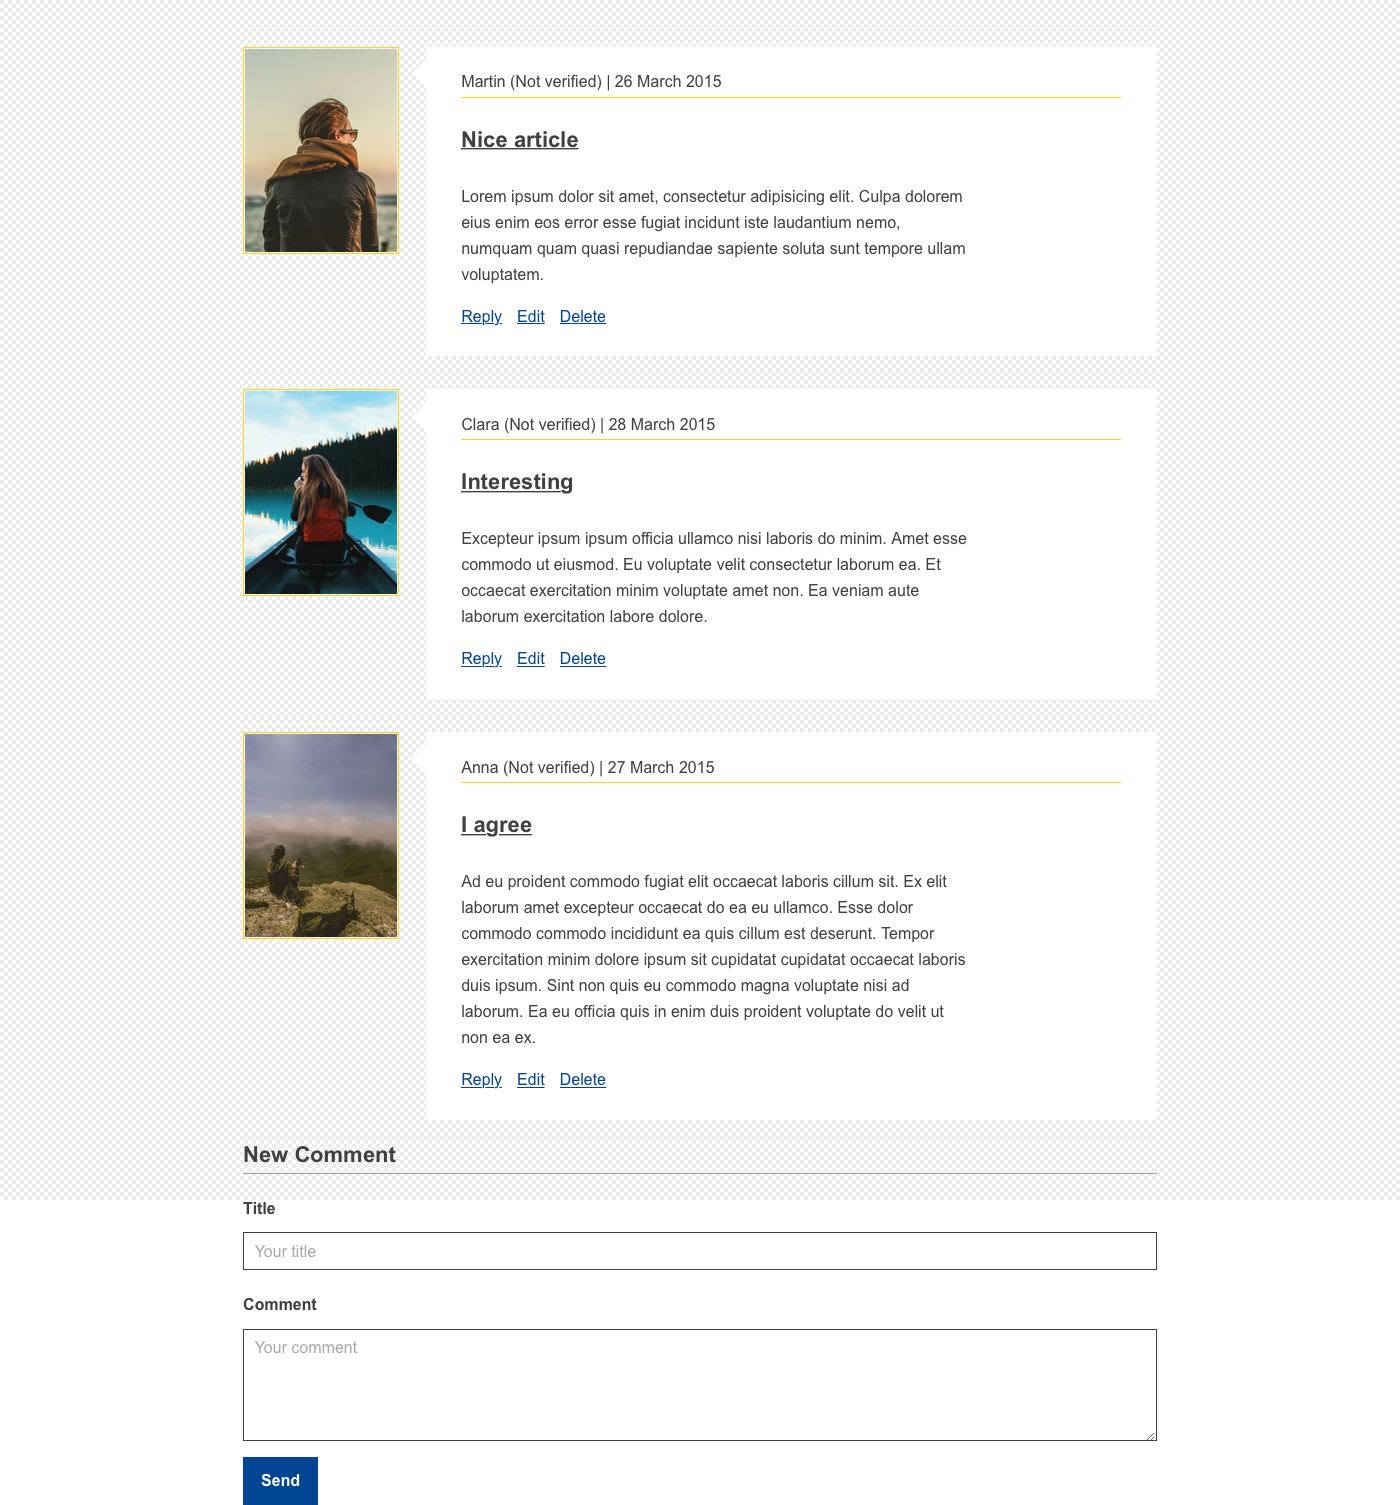 Martin (Not verified) | 26 March 2015
Nice article
Lorem ipsum dolor sit amet, consectetur adipisicing elit. Culpa dolorem
eius enim eos error esse fugiat incidunt iste laudantium nemo,
numquam quam quasi repudiandae sapiente soluta sunt tempore ullam
voluptatem.
Reply Edit Delete
Clara (Not verified) | 28 March 2015
Interesting
Excepteur ipsum ipsum officia ullamco nisi laboris do minim. Amet esse
commodo ut eiusmod. Eu voluptate velit consectetur laborum ea. Et
occaecat exercitation minim voluptate amet non. Ea veniam aute
laborum exercitation labore dolore.
Reply Edit Delete
Anna (Not verified) | 27 March 2015
I agree
Ad eu proident commodo fugiat elit occaecat laboris cillum sit. Ex elit
laborum amet excepteur occaecat do ea eu ullamco. Esse dolor
commodo commodo incididunt ea quis cillum est deserunt. Tempor
exercitation minim dolore ipsum sit cupidatat cupidatat occaecat laboris
duis ipsum. Sint non quis eu commodo magna voluptate nisi ad
laborum. Ea eu officia quis in enim duis proident voluptate do velit ut
non ea ex.
Reply Edit Delete
New Comment
Title
Your title
Comment
Your comment
Send